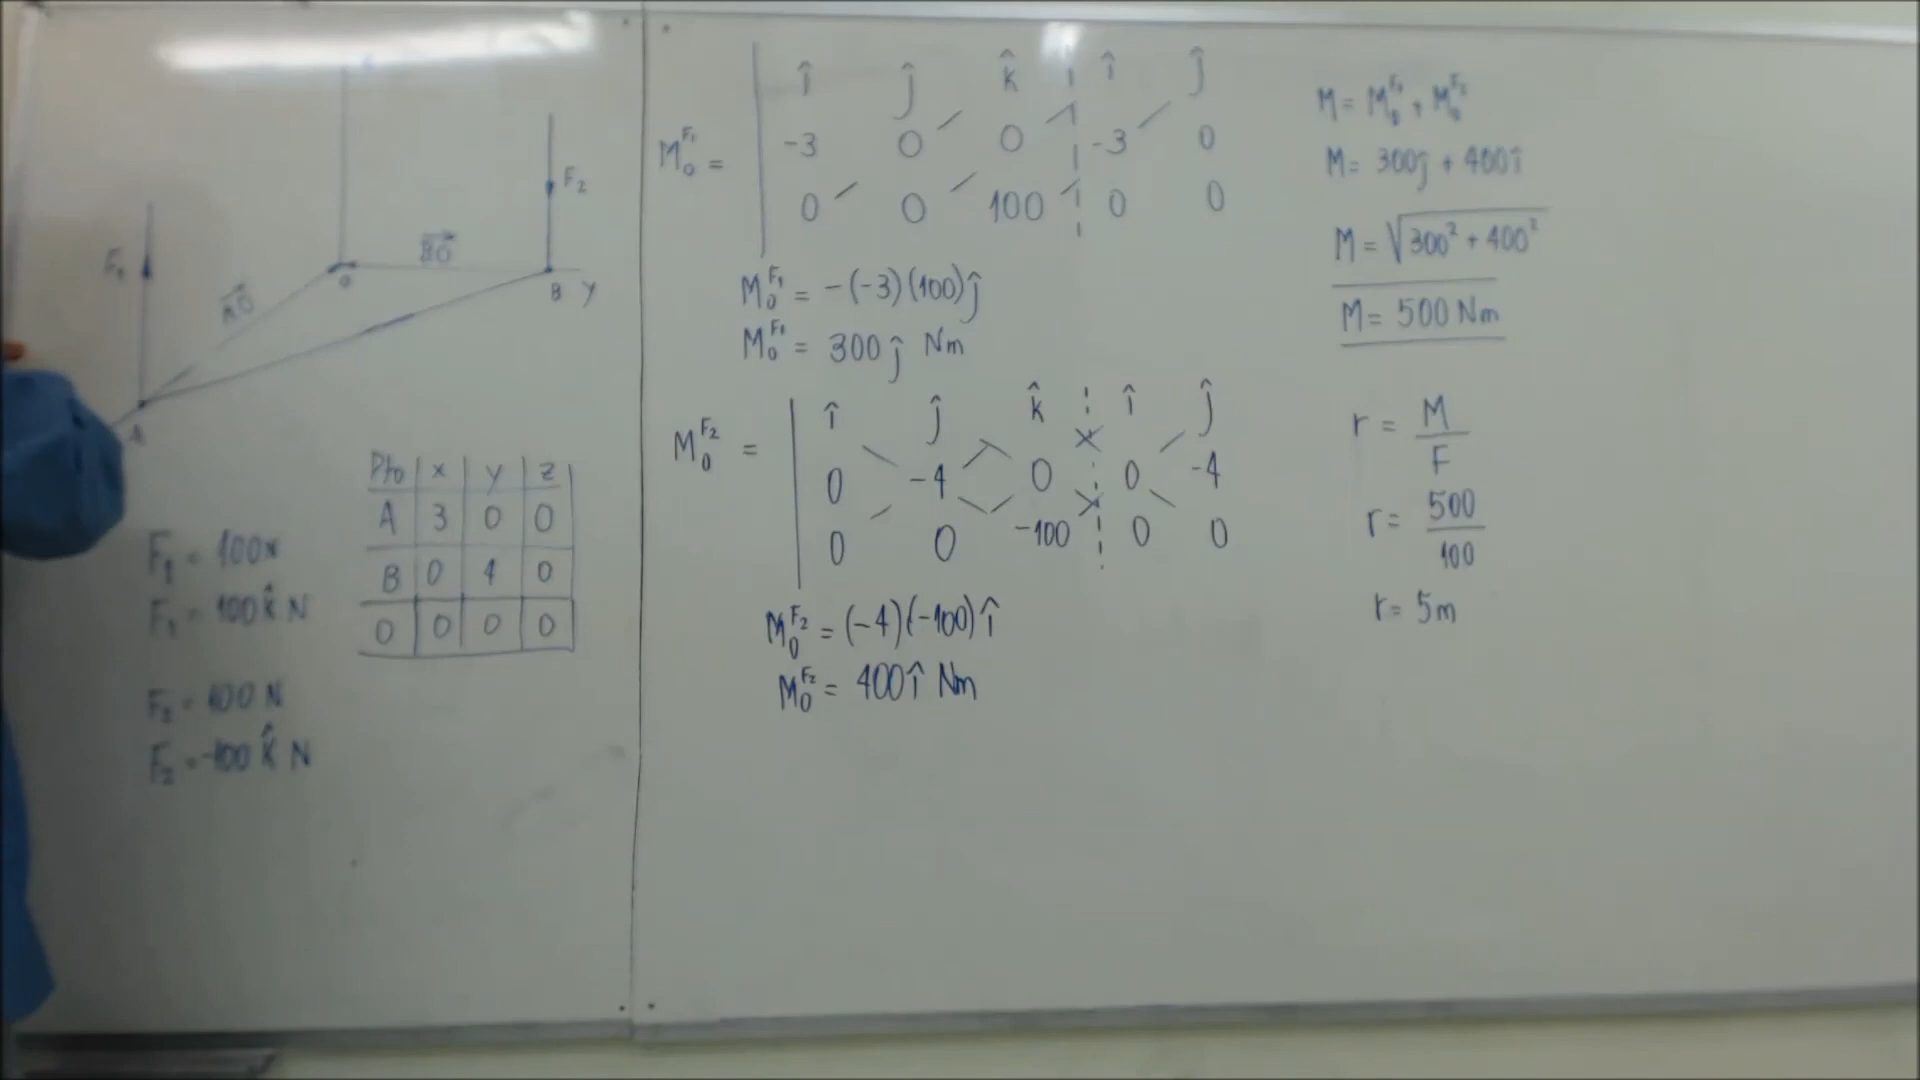 F₁
F₂
AO
BO
O
B
Y
A
Pto x y z
A 3 0 0
B 0 4 0
O 0 0 0
F₁ = 100N
F₁ = 100k̂ N
F₂ = 100 N
F₂ = -100 k̂ N
î ĵ k̂ î ĵ
M₀^F₁ =
-3 0 0 -3 0
0 0 100 0 0
M₀^F₁ = -(-3)(100)ĵ
M₀^F₁ = 300ĵ Nm
î ĵ k̂ î ĵ
M₀^F₂ =
0 -4 0 0 -4
0 0 -100 0 0
M₀^F₂ = (-4)(-100)î
M₀^F₂ = 400î Nm
M = M₀^F₁ + M₀^F₂
M = 300ĵ + 400î
M = √300² + 400²
M = 500 Nm
r = M/F
r = 500/100
r = 5m